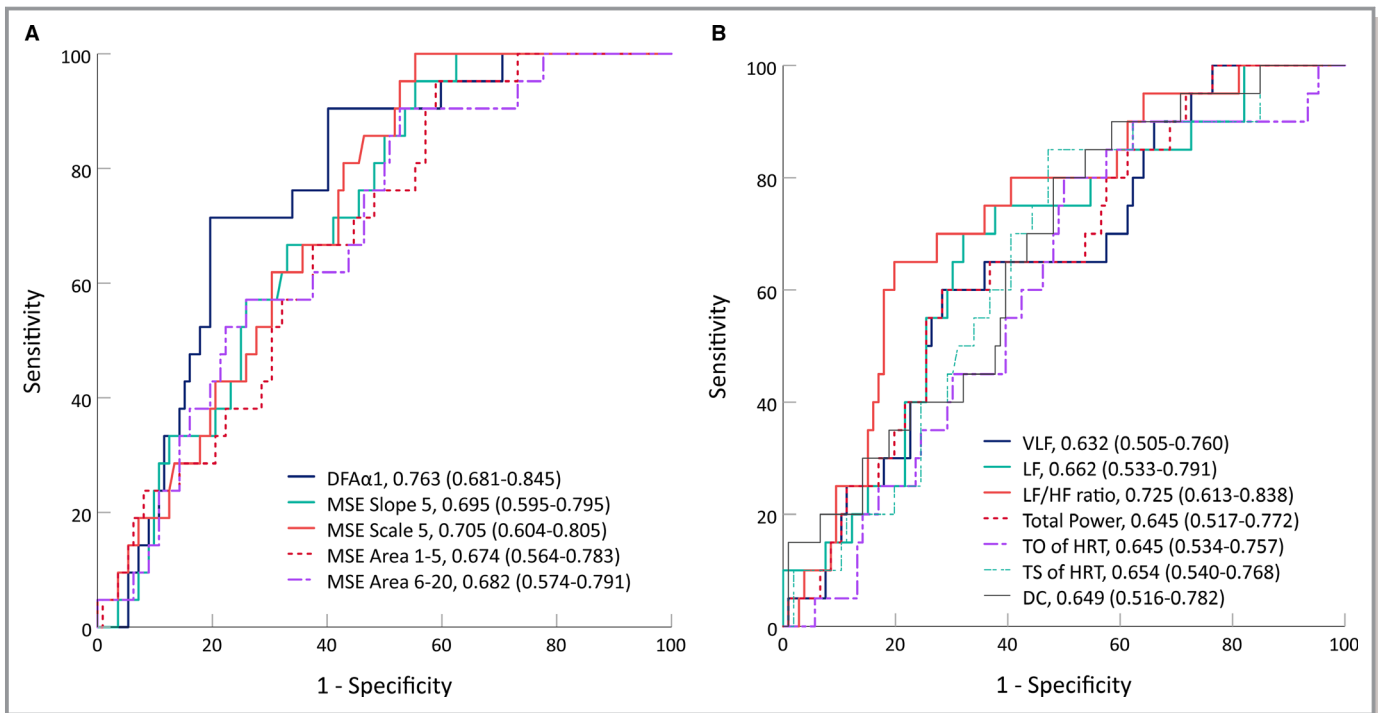 A
100
80
60
40
20
0
0 20 40 60 80 100
Sensitivity
1 - Specificity
DFAα1, 0.763 (0.681-0.845)
MSE Slope 5, 0.695 (0.595-0.795)
MSE Scale 5, 0.705 (0.604-0.805)
MSE Area 1-5, 0.674 (0.564-0.783)
MSE Area 6-20, 0.682 (0.574-0.791)
B
100
80
60
40
20
0
0 20 40 60 80 100
Sensitivity
1 - Specificity
VLF, 0.632 (0.505-0.760)
LF, 0.662 (0.533-0.791)
LF/HF ratio, 0.725 (0.613-0.838)
Total Power, 0.645 (0.517-0.772)
TO of HRT, 0.645 (0.534-0.757)
TS of HRT, 0.654 (0.540-0.768)
DC, 0.649 (0.516-0.782)